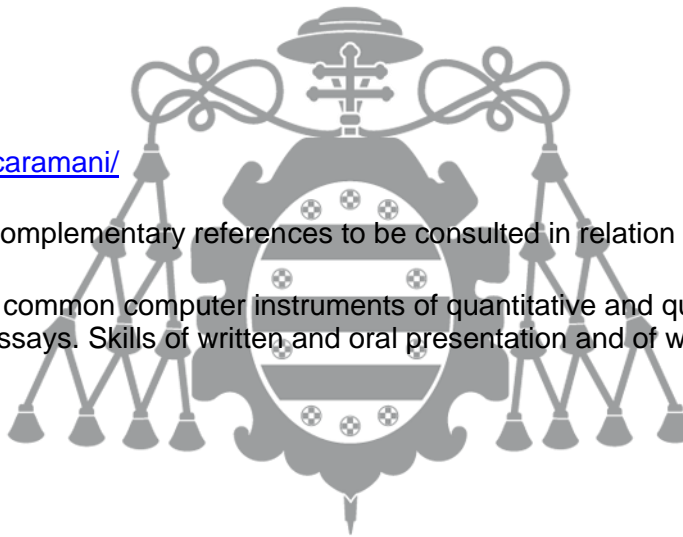 caramani/
omplementary references to be consulted in relation
common computer instruments of quantitative and qu
ssays. Skills of written and oral presentation and of w